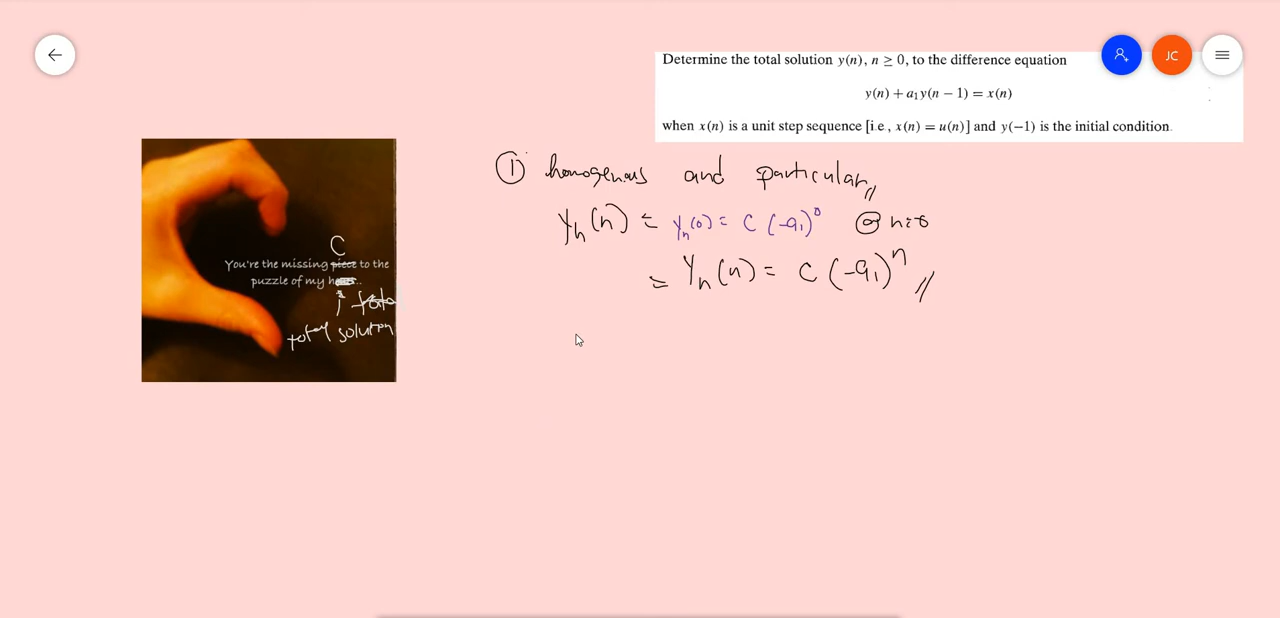 JC
Determine the total solution y(n), n ≥ 0, to the difference equation
y(n) + a₁y(n − 1) = x(n)
when x(n) is a unit step sequence [i.e, x(n) = u(n)] and y(−1) is the initial condition.
① homogenous and particular //
yₕ(n) = yₕ(0) = C (-a₁)⁰ @ n=0
= yₕ(n) = C (-a₁)ⁿ //
C
You're the missing piece to the
puzzle of my
total solution